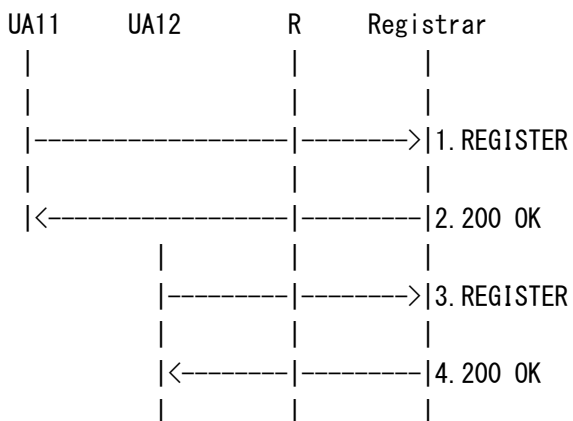 UA11 UA12 R Registrar
1.REGISTER
2.200 OK
3.REGISTER
4.200 OK